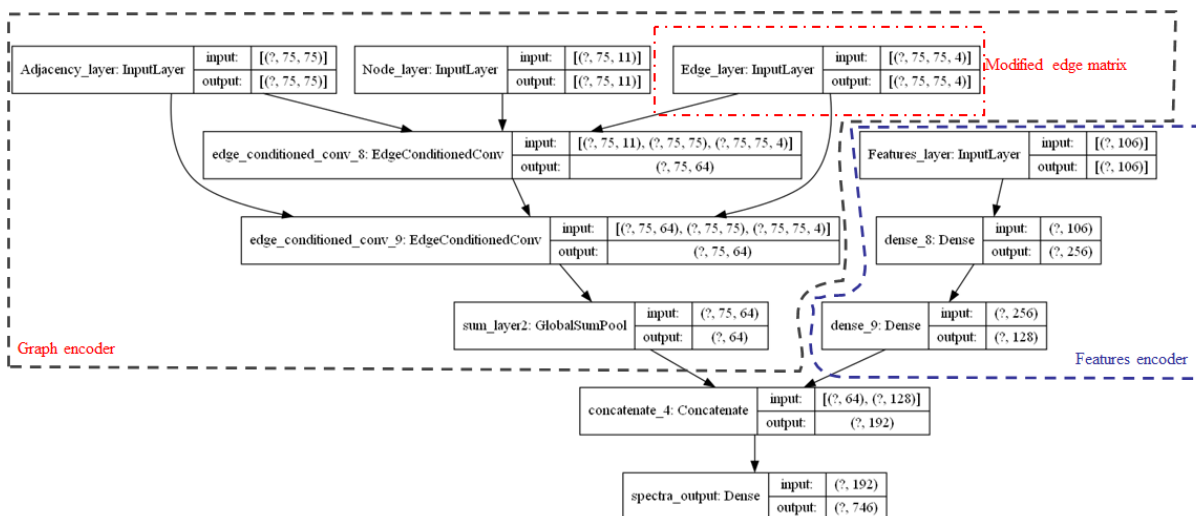 Adjacency_layer: InputLayer
input: [(?, 75, 75)]
output: [(?, 75, 75)]
Node_layer: InputLayer
input: [(?, 75, 11)]
output: [(?, 75, 11)]
Edge_layer: InputLayer
input: [(?, 75, 75, 4)]
output: [(?, 75, 75, 4)]
Modified edge matrix
edge_conditioned_conv_8: EdgeConditionedConv
input: [(?, 75, 11), (?, 75, 75), (?, 75, 75, 4)]
output: (?, 75, 64)
Features_layer: InputLayer
input: [(?, 106)]
output: [(?, 106)]
edge_conditioned_conv_9: EdgeConditionedConv
input: [(?, 75, 64), (?, 75, 75), (?, 75, 75, 4)]
output: (?, 75, 64)
dense_8: Dense
input: (?, 106)
output: (?, 256)
sum_layer2: GlobalSumPool
input: (?, 75, 64)
output: (?, 64)
dense_9: Dense
input: (?, 256)
output: (?, 128)
Graph encoder
Features encoder
concatenate_4: Concatenate
input: [(?, 64), (?, 128)]
output: (?, 192)
spectra_output: Dense
input: (?, 192)
output: (?, 746)